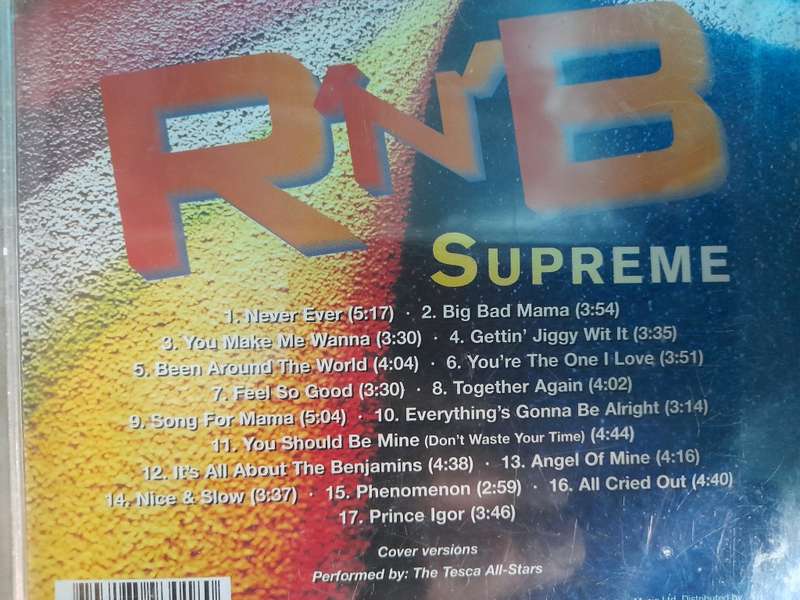 RnB
SUPREME
1. Never Ever (5:17) · 2. Big Bad Mama (3:54)
3. You Make Me Wanna (3:30) · 4. Gettin' Jiggy Wit It (3:35)
5. Been Around The World (4:04) · 6. You're The One I Love (3:51)
7. Feel So Good (3:30) · 8. Together Again (4:02)
9. Song For Mama (5:04) · 10. Everything's Gonna Be Alright (3:14)
11. You Should Be Mine (Don't Waste Your Time) (4:44)
12. It's All About The Benjamins (4:38) · 13. Angel Of Mine (4:16)
14. Nice & Slow (3:37) · 15. Phenomenon (2:59) · 16. All Cried Out (4:40)
17. Prince Igor (3:46)
Cover versions
Performed by: The Tesca All-Stars
Music Ltd. Distributed by